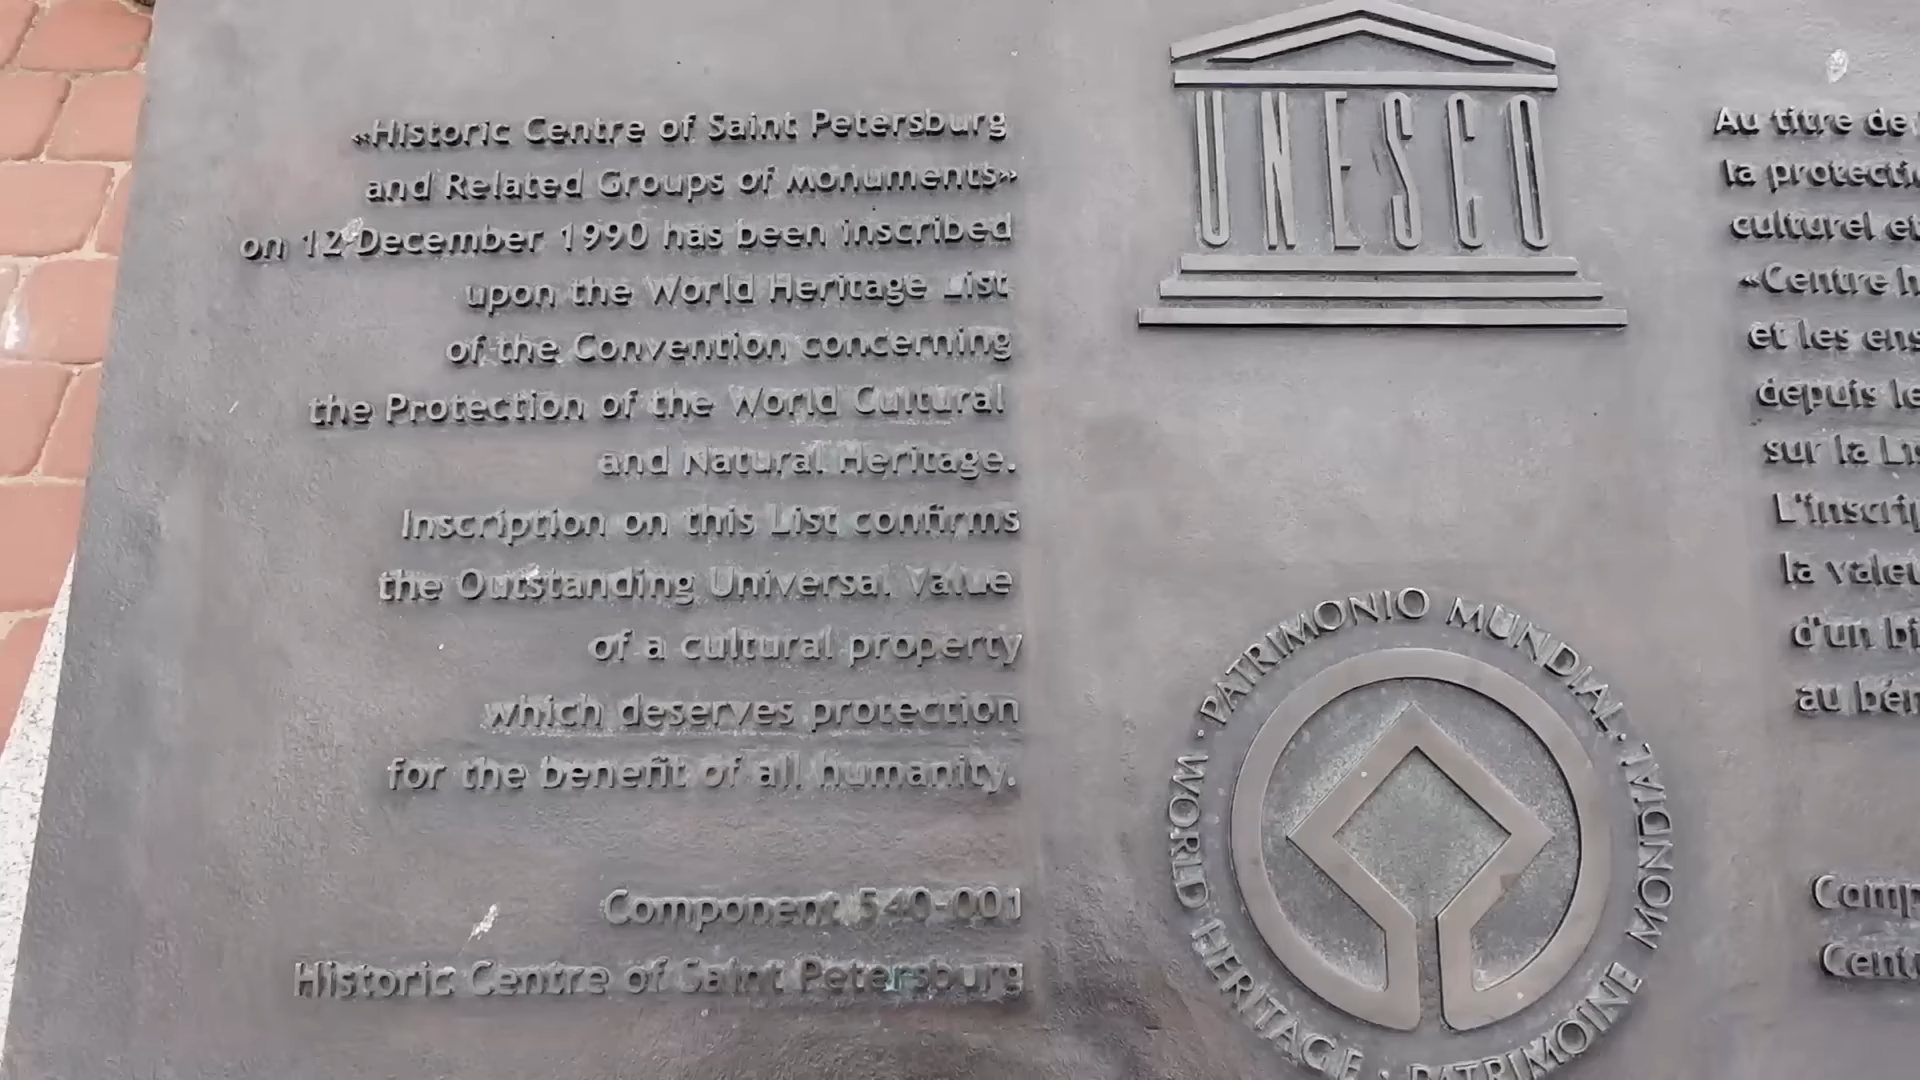 «Historic Centre of Saint Petersburg
and Related Groups of Monuments»
on 12 December 1990 has been inscribed
upon the World Heritage List
of the Convention concerning
the Protection of the World Cultural
and Natural Heritage.
Inscription on this List confirms
the Outstanding Universal Value
of a cultural property
which deserves protection
for the benefit of all humanity.
Component 540-001
Historic Centre of Saint Petersburg
UNESCO
WORLD HERITAGE · PATRIMOINE MONDIAL · PATRIMONIO MUNDIAL ·
Au titre de
la protecti
culturel et
«Centre h
et les ens
depuis le
sur la Lis
L'inscrip
la valeu
d'un bi
au bén
Comp
Cent